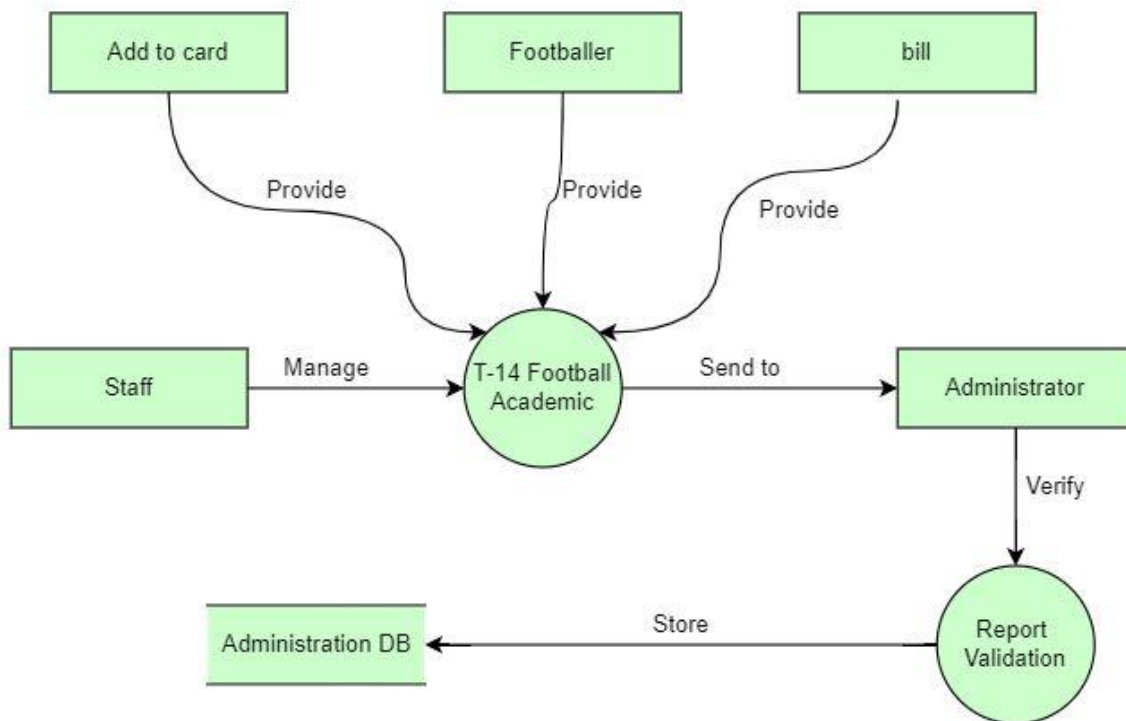 Add to card
Footballer
bill
Provide
Provide
Provide
Staff
Manage
T-14 Football
Academic
Send to
Administrator
Verify
Administration DB
Store
Report
Validation